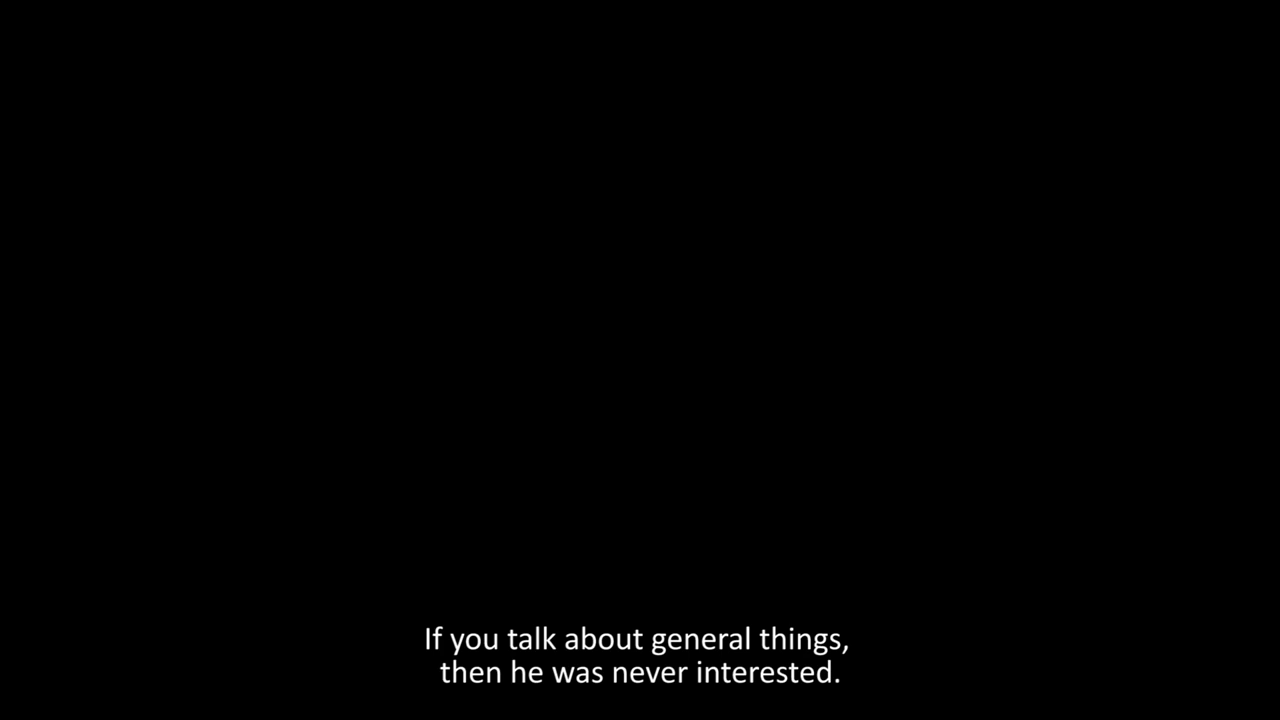 If you talk about general things,
then he was never interested.